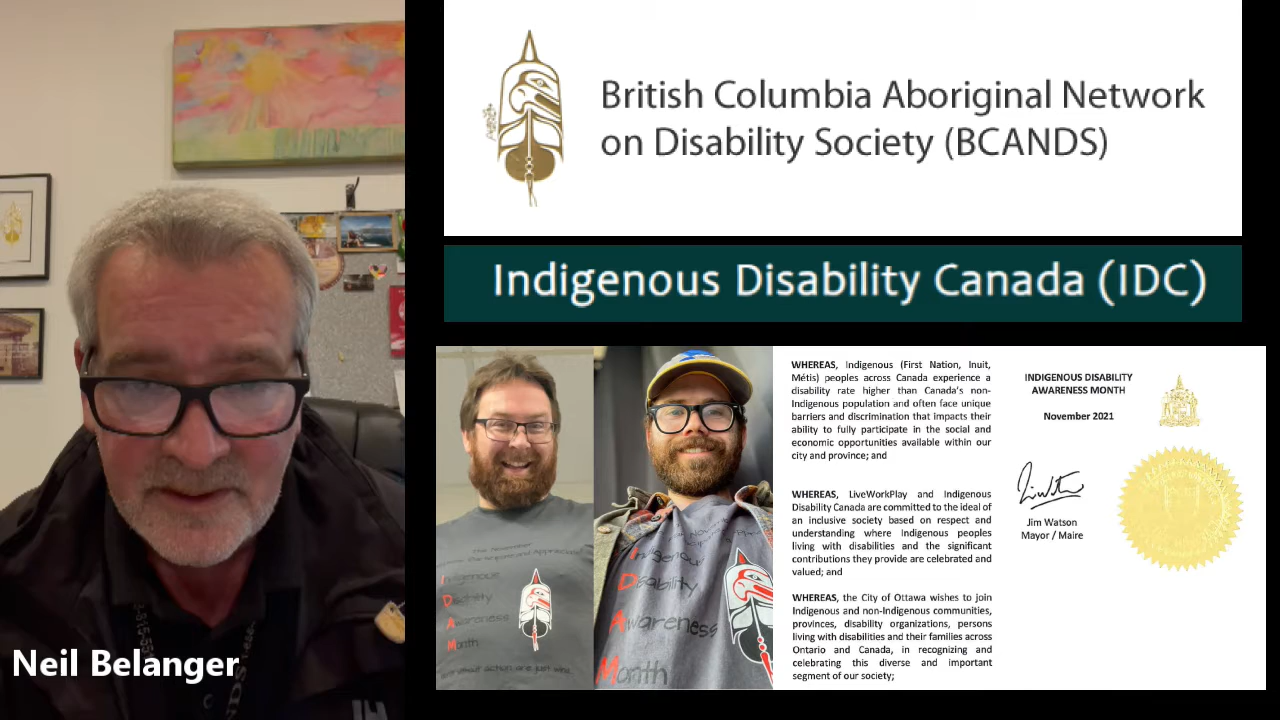 British Columbia Aboriginal Network
on Disability Society (BCANDS)
Indigenous Disability Canada (IDC)
Neil Belanger
Indigenous
Disability
Awareness
Month
Disability
Awareness
Month
WHEREAS, Indigenous (First Nation, Inuit,
Métis) peoples across Canada experience a
disability rate higher than Canada's non-
Indigenous population and often face unique
barriers and discrimination that impacts their
ability to fully participate in the social and
economic opportunities available within our
city and province; and
WHEREAS, LiveWorkPlay and Indigenous
Disability Canada are committed to the ideal of
an inclusive society based on respect and
understanding where Indigenous peoples
living with disabilities and the significant
contributions they provide are celebrated and
valued; and
WHEREAS, the City of Ottawa wishes to join
Indigenous and non-Indigenous communities,
provinces, disability organizations, persons
living with disabilities and their families across
Ontario and Canada, in recognizing and
celebrating this diverse and important
segment of our society;
INDIGENOUS DISABILITY
AWARENESS MONTH
November 2021
Jim Watson
Mayor / Maire